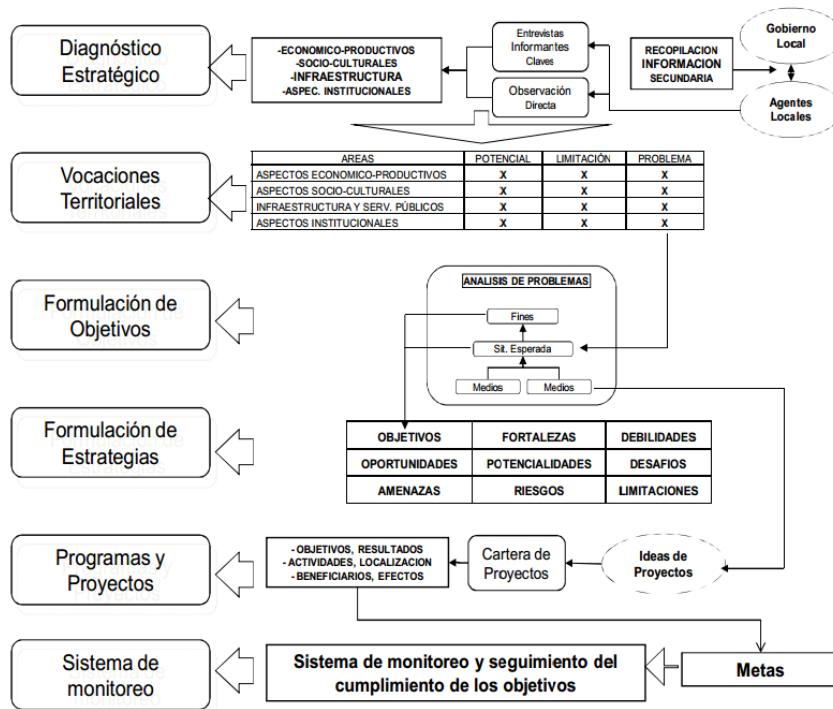 Diagnóstico
Estratégico
-ECONOMICO-PRODUCTIVOS
-SOCIO-CULTURALES
-INFRAESTRUCTURA
-ASPEC. INSTITUCIONALES
Entrevistas
Informantes
Claves
Observación
Directa
RECOPILACION
INFORMACION
SECUNDARIA
Gobierno
Local
Agentes
Locales
Vocaciones
Territoriales
AREAS POTENCIAL LIMITACIÓN PROBLEMA
ASPECTOS ECONOMICO-PRODUCTIVOS X X X
ASPECTOS SOCIO-CULTURALES X X X
INFRAESTRUCTURA Y SERV. PÚBLICOS X X X
ASPECTOS INSTITUCIONALES X X X
Formulación de
Objetivos
ANALISIS DE PROBLEMAS
Fines
Sit. Esperada
Medios Medios
Formulación de
Estrategias
OBJETIVOS FORTALEZAS DEBILIDADES
OPORTUNIDADES POTENCIALIDADES DESAFIOS
AMENAZAS RIESGOS LIMITACIONES
Programas y
Proyectos
- OBJETIVOS, RESULTADOS
- ACTIVIDADES, LOCALIZACION
- BENEFICIARIOS, EFECTOS
Cartera de
Proyectos
Ideas de
Proyectos
Sistema de
monitoreo
Sistema de monitoreo y seguimiento del
cumplimiento de los objetivos
Metas